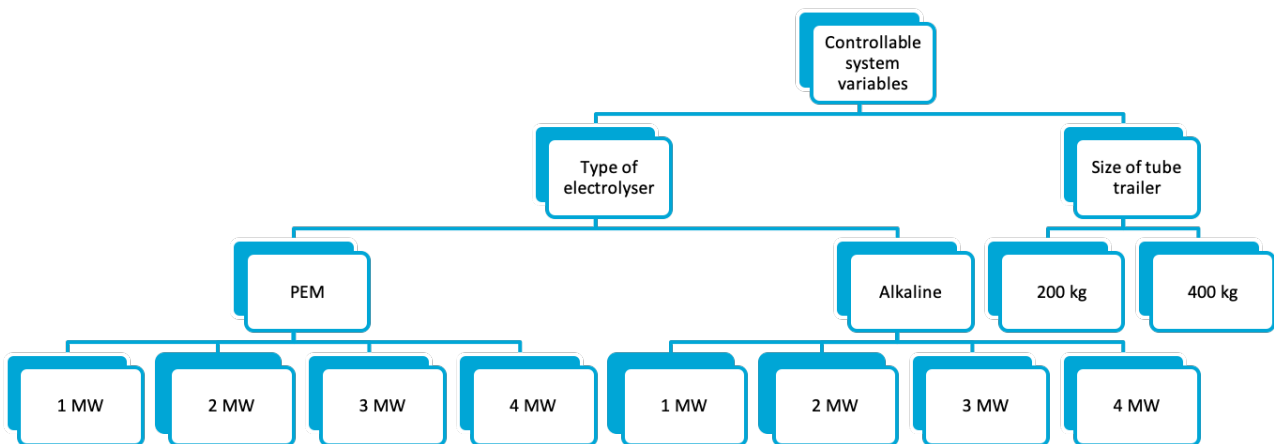 Controllable
system
variables
Type of
electrolyser
Size of tube
trailer
PEM
Alkaline
200 kg
400 kg
1 MW
2 MW
3 MW
4 MW
1 MW
2 MW
3 MW
4 MW